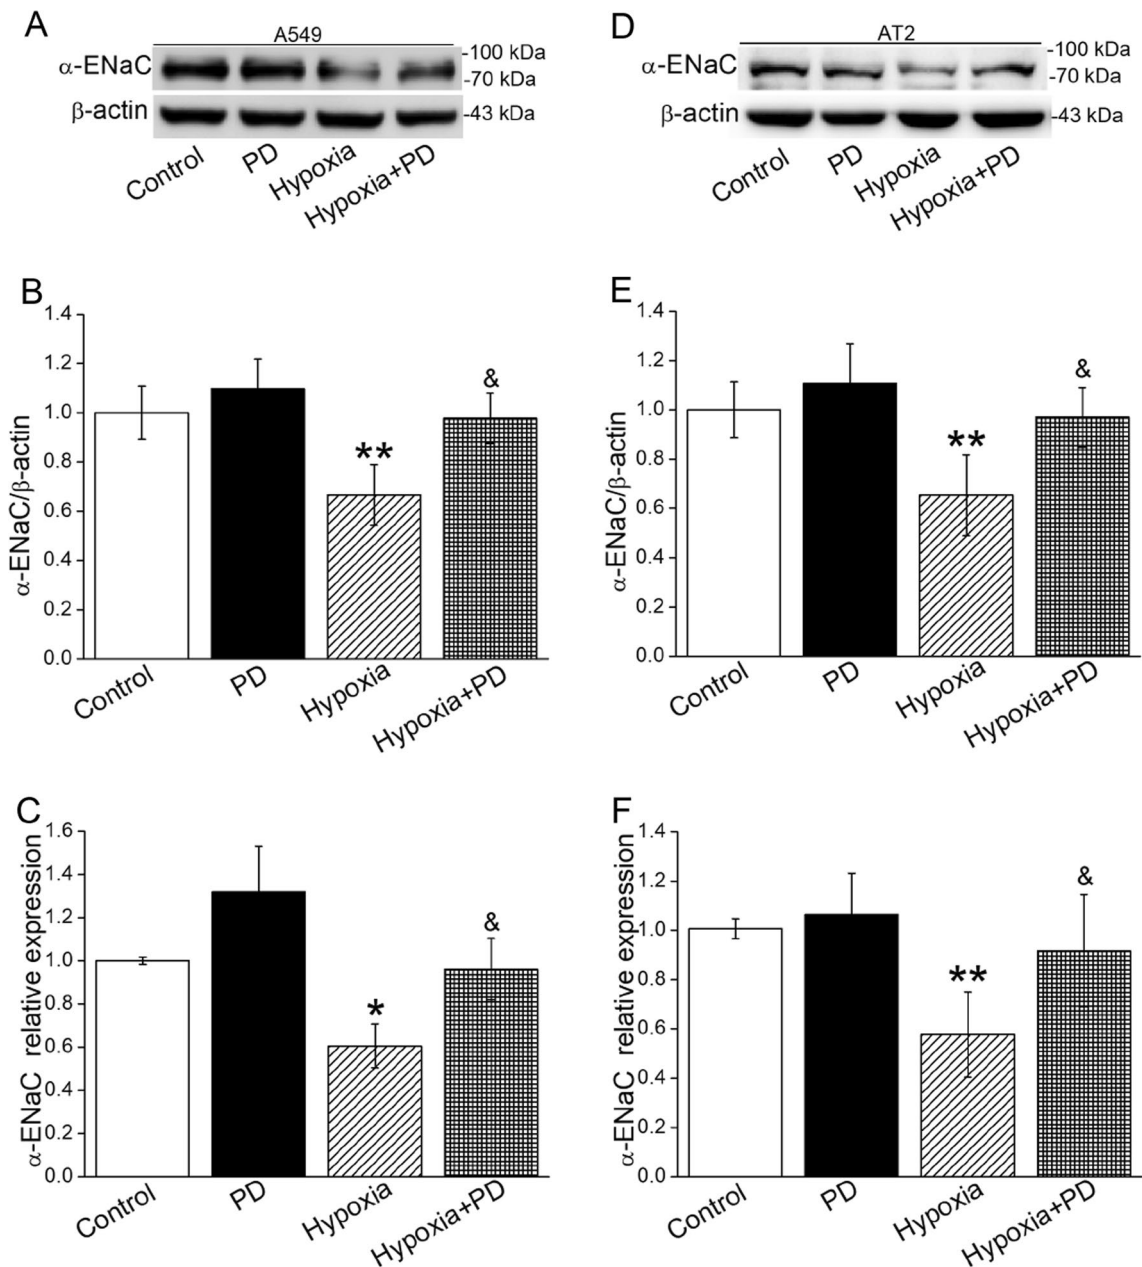 A
A549
α-ENaC
-100 kDa
-70 kDa
β-actin
-43 kDa
Control
PD
Hypoxia
Hypoxia+PD
D
AT2
α-ENaC
-100 kDa
-70 kDa
β-actin
-43 kDa
Control
PD
Hypoxia
Hypoxia+PD
B
α-ENaC/β-actin
1.4
1.2
1.0
0.8
0.6
0.4
0.2
0.0
**
&
Control
PD
Hypoxia
Hypoxia+PD
E
α-ENaC/β-actin
1.4
1.2
1.0
0.8
0.6
0.4
0.2
0.0
**
&
Control
PD
Hypoxia
Hypoxia+PD
C
α-ENaC relative expression
1.6
1.4
1.2
1.0
0.8
0.6
0.4
0.2
0.0
*
&
Control
PD
Hypoxia
Hypoxia+PD
F
α-ENaC relative expression
1.4
1.2
1.0
0.8
0.6
0.4
0.2
0.0
**
&
Control
PD
Hypoxia
Hypoxia+PD